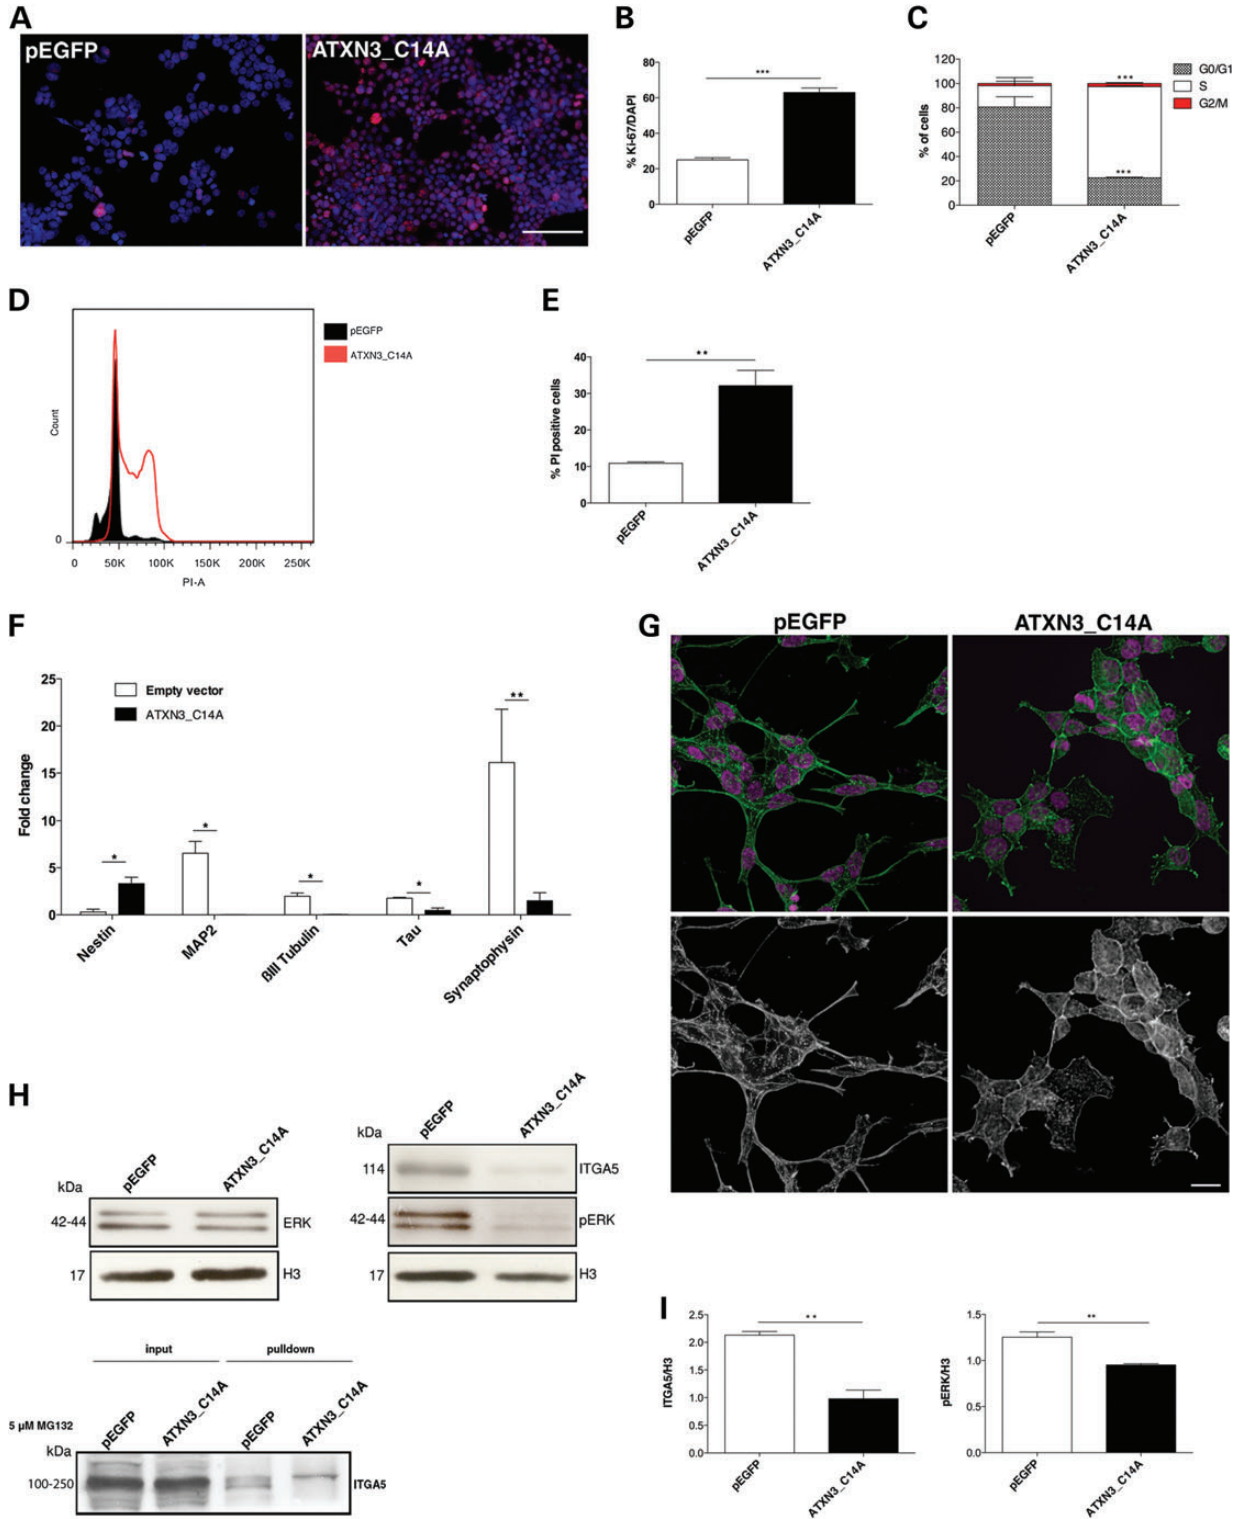 A
pEGFP
ATXN3_C14A
B
80
60
40
20
0
% Ki-67/DAPI
***
pEGFP
ATXN3_C14A
C
120
100
80
60
40
20
0
% of cells
***
***
pEGFP
ATXN3_C14A
G0/G1
S
G2/M
D
Count
0
0 50K 100K 150K 200K 250K
PI-A
pEGFP
ATXN3_C14A
E
40
30
20
10
0
% PI positive cells
**
pEGFP
ATXN3_C14A
F
25
20
15
10
5
0
Fold change
Empty vector
ATXN3_C14A
*
*
*
*
**
Nestin
MAP2
βIII Tubulin
Tau
Synaptophysin
G
pEGFP
ATXN3_C14A
H
kDa
pEGFP
ATXN3_C14A
42-44
ERK
17
H3
kDa
pEGFP
ATXN3_C14A
114
ITGA5
42-44
pERK
17
H3
input
pulldown
5 µM MG132
pEGFP
ATXN3_C14A
pEGFP
ATXN3_C14A
kDa
100-250
ITGA5
I
2.5
2.0
1.5
1.0
0.5
0.0
ITGA5/H3
**
pEGFP
ATXN3_C14A
1.5
1.0
0.5
0.0
pERK/H3
**
pEGFP
ATXN3_C14A